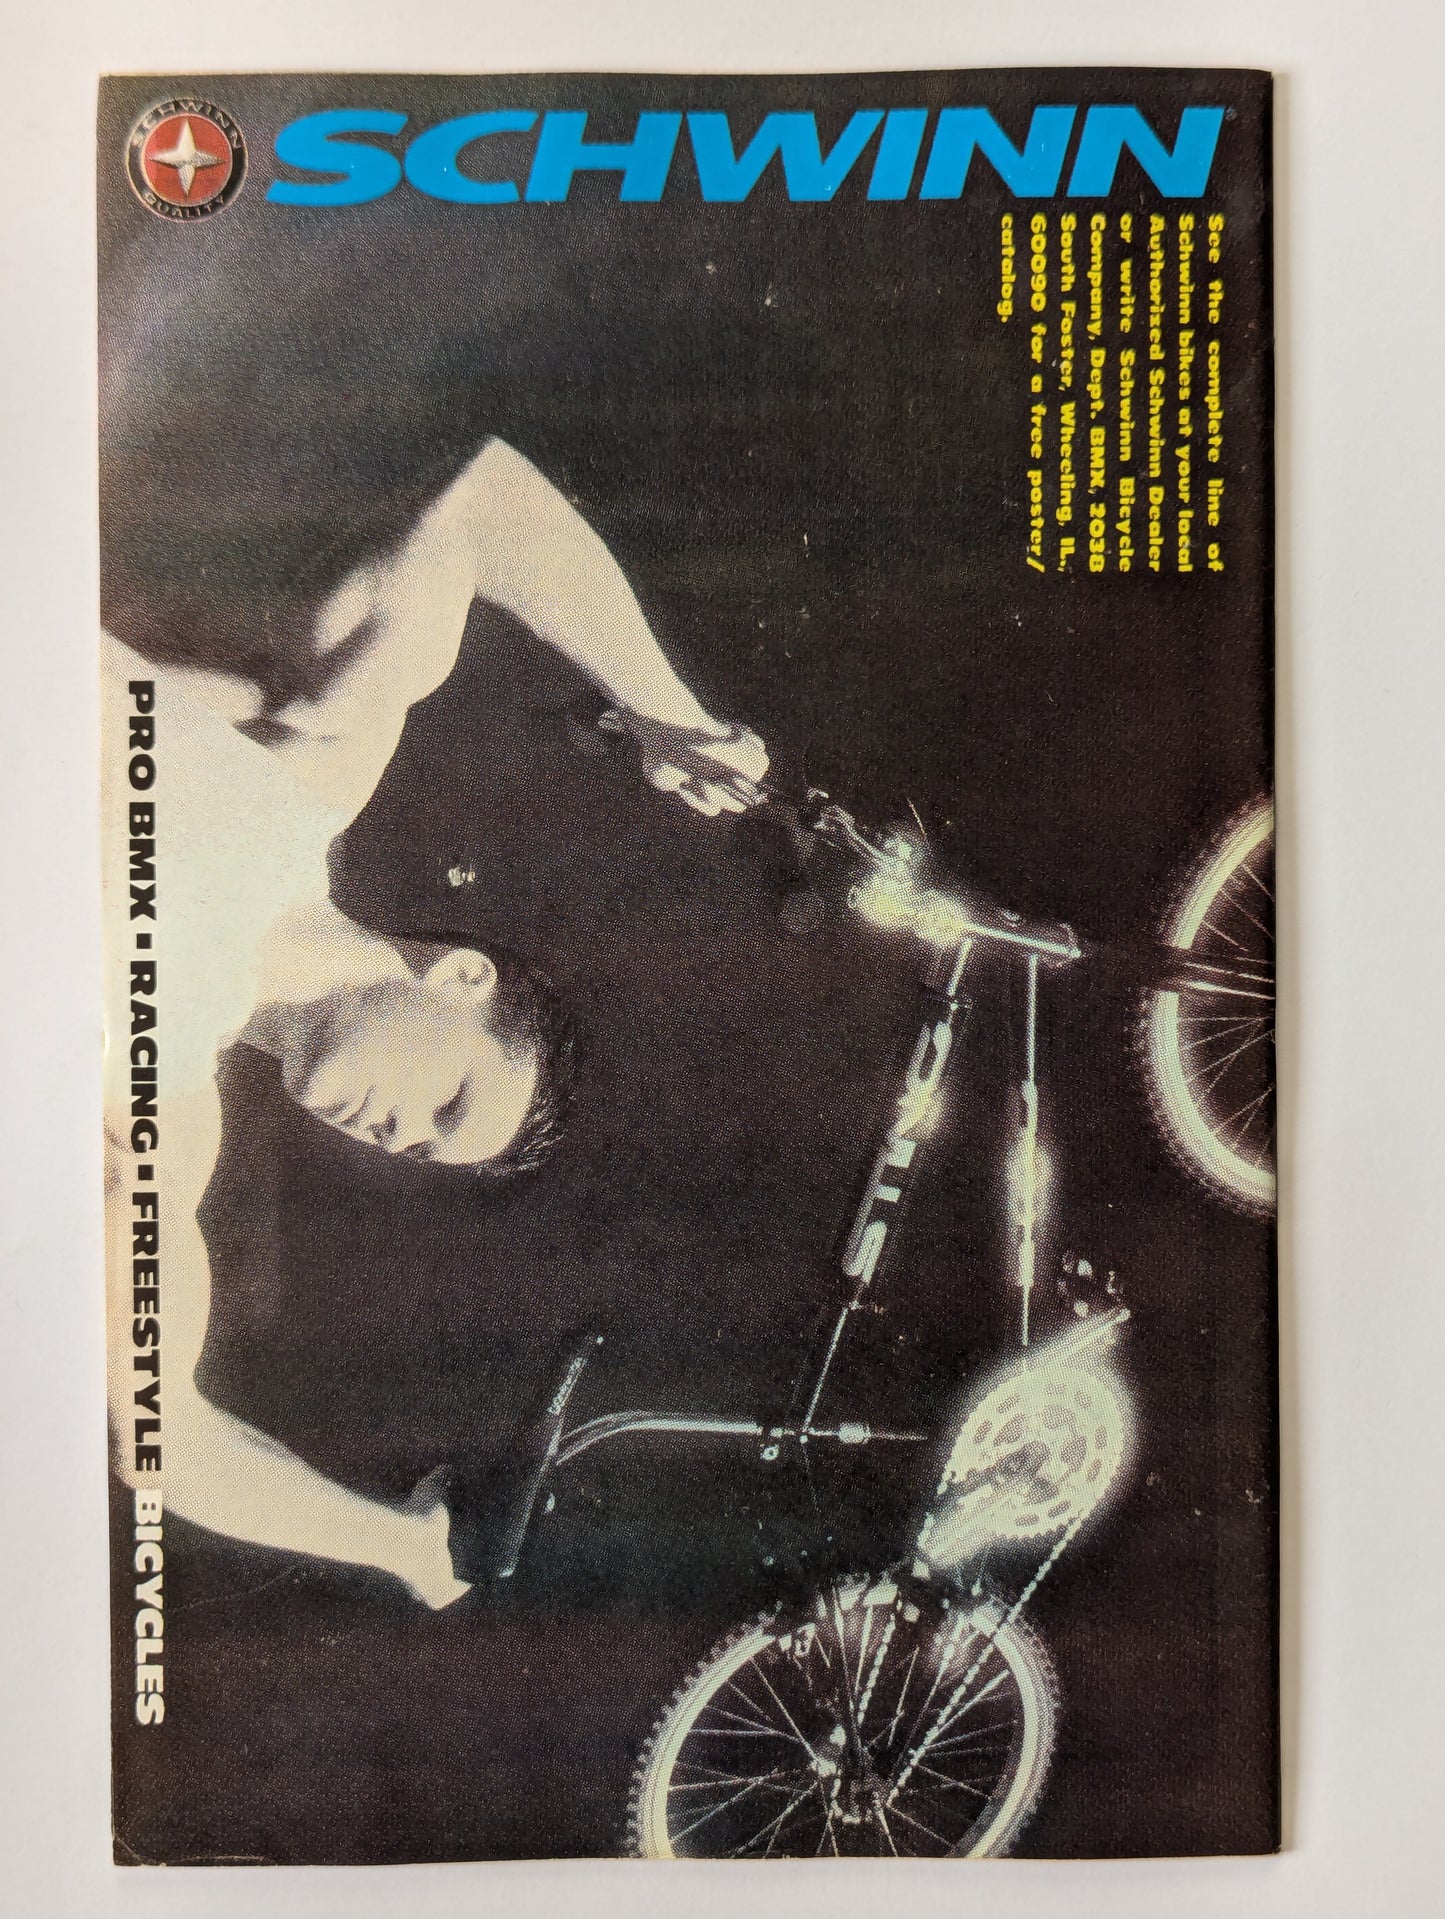 SCHWINN
QUALITY
SCHWINN®
See the complete line of
Schwinn bikes at your local
Authorized Schwinn Dealer
or write Schwinn Bicycle
Company, Dept. BMX, 2038
South Foster, Wheeling, IL.,
60090 for a free poster/
catalog.
PRO BMX ▪ RACING ▪ FREESTYLE BICYCLES